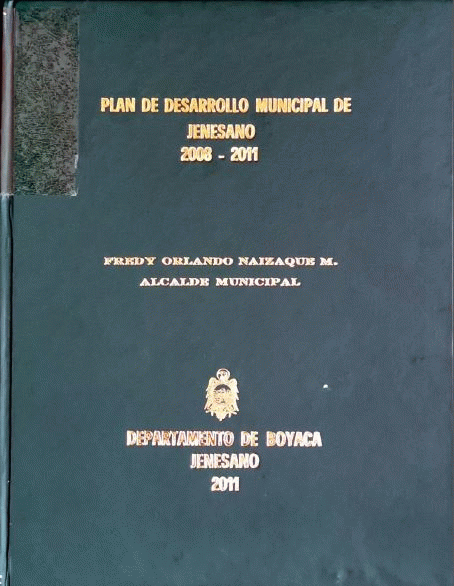 PLAN DE DESARROLLO MUNICIPAL DE
JENESANO
2008 - 2011
FREDY ORLANDO NAIZAQUE M.
ALCALDE MUNICIPAL
DEPARTAMENTO DE BOYACA
JENESANO
2011